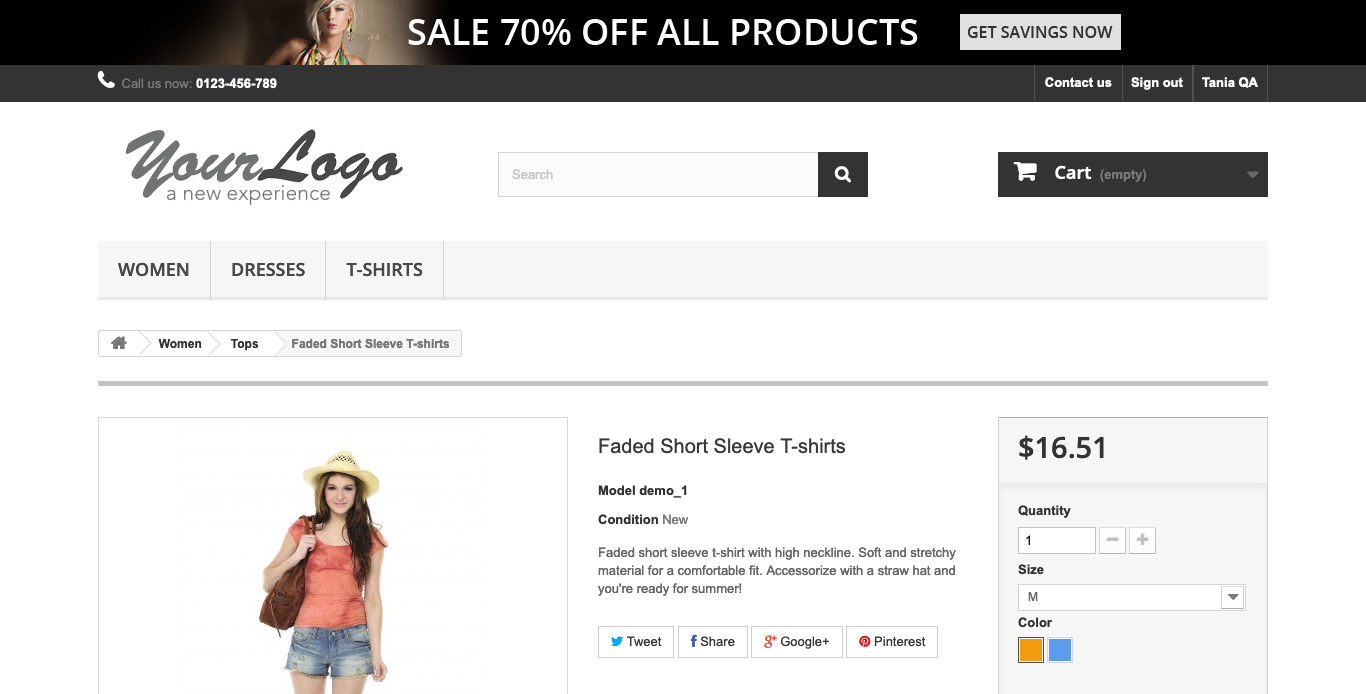 SALE 70% OFF ALL PRODUCTS
GET SAVINGS NOW
Call us now: 0123-456-789
Contact us
Sign out
Tania QA
YourLogo
a new experience
Search
Cart (empty)
WOMEN
DRESSES
T-SHIRTS
Women
Tops
Faded Short Sleeve T-shirts
Faded Short Sleeve T-shirts
Model demo_1
Condition New
Faded short sleeve t-shirt with high neckline. Soft and stretchy
material for a comfortable fit. Accessorize with a straw hat and
you're ready for summer!
Tweet
Share
Google+
Pinterest
$16.51
Quantity
1
Size
M
Color